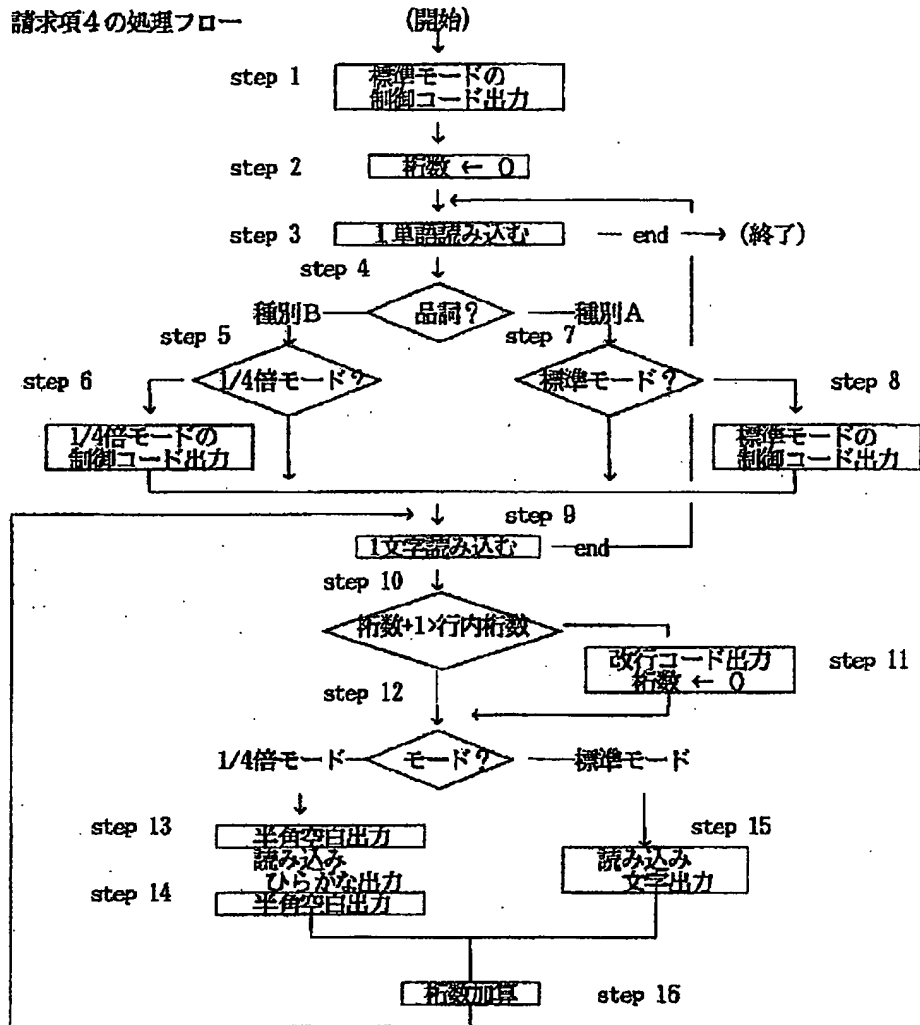 請求項4の処理フロー
(開始)
step 1
標準モードの
制御コード出力
step 2
桁数 ← 0
step 3
1単語読み込む
end
(終了)
step 4
品詞?
種別B
種別A
step 5
step 7
1/4倍モード?
標準モード?
step 6
step 8
1/4倍モードの
制御コード出力
標準モードの
制御コード出力
step 9
1文字読み込む
end
step 10
桁数+1>行内桁数
改行コード出力
桁数 ← 0
step 11
step 12
1/4倍モード
モード?
標準モード
step 13
半角空白出力
step 15
読み込み
ひらがな出力
読み込み
文字出力
step 14
半角空白出力
桁数加算
step 16